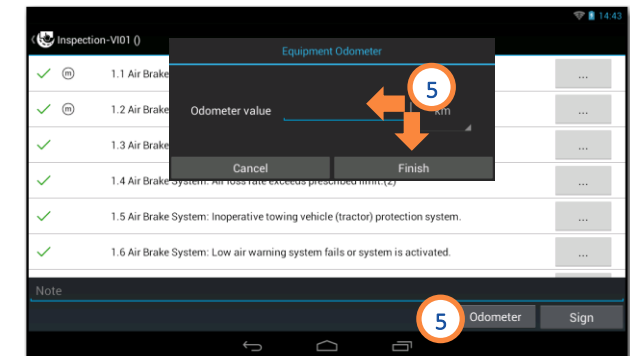 14:43
Inspection-VI01 ()
Equipment Odometer
1.1 Air Brake
...
5
1.2 Air Brake
Odometer value
km
...
1.3 Air Brake
...
Cancel Finish
1.4 Air Brake System: Air loss rate exceeds prescribed limit.(2)
...
1.5 Air Brake System: Inoperative towing vehicle (tractor) protection system.
...
1.6 Air Brake System: Low air warning system fails or system is activated.
...
Note
5
Odometer Sign